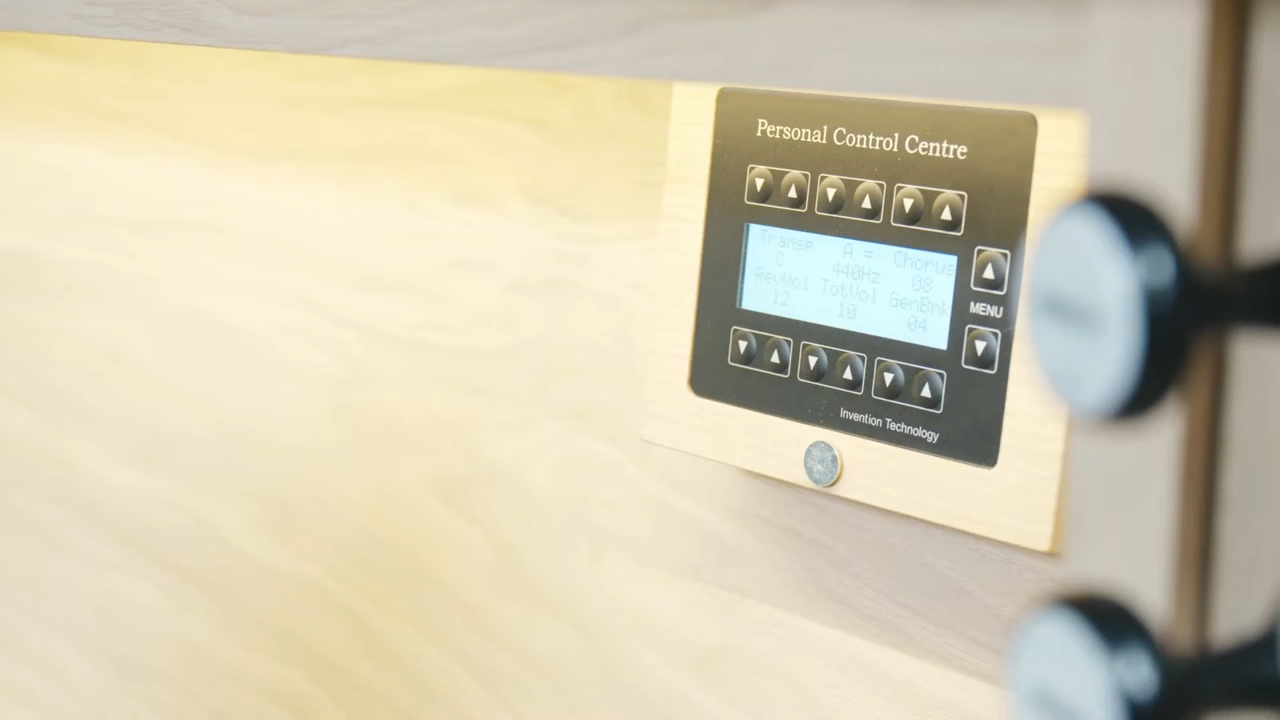 Personal Control Centre
Transp A = Chorus
C 440Hz 08
RevVol TotVol GenBnk
12 10 04
MENU
Invention Technology